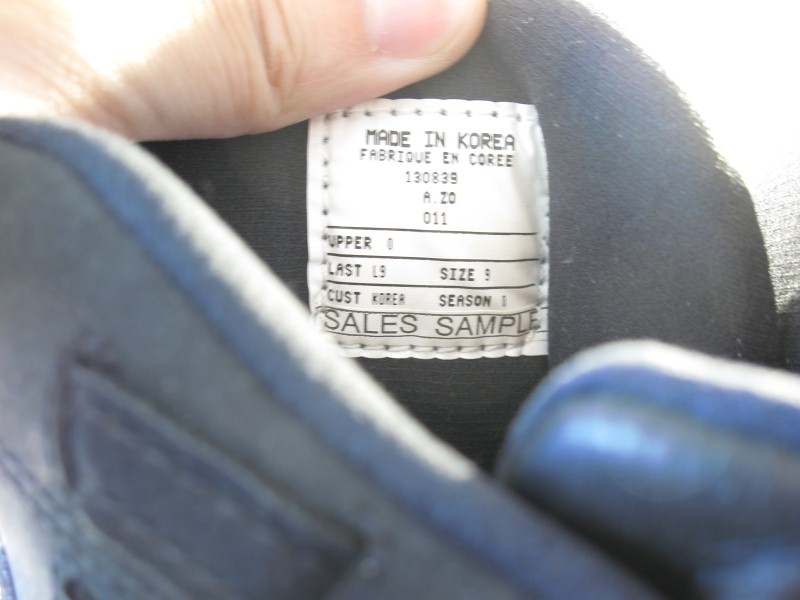 MADE IN KOREA
FABRIQUE EN COREE
130839
A.ZO
011
UPPER 0
LAST L9 SIZE 9
CUST KOREA SEASON 0
SALES SAMPLE